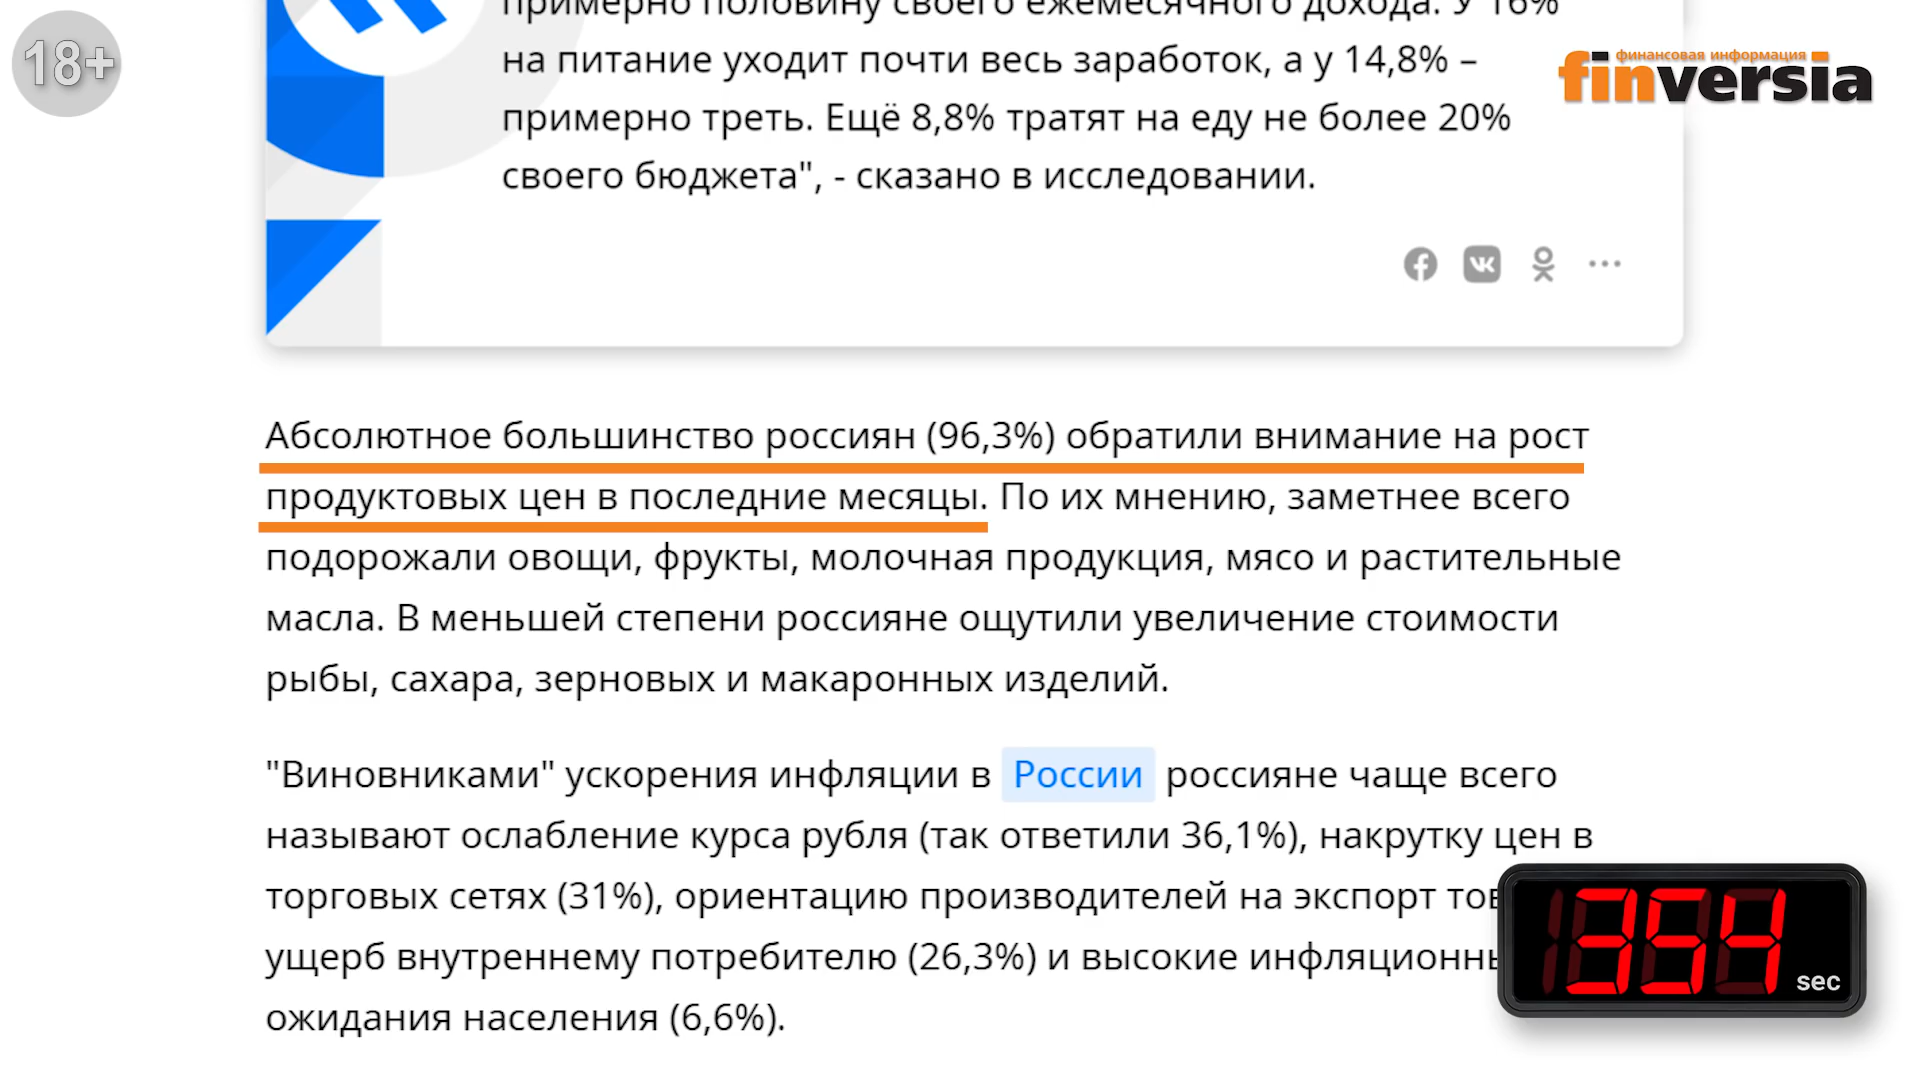 18+
примерно половину своего ежемесячного дохода. У 16%
на питание уходит почти весь заработок, а у 14,8% –
примерно треть. Ещё 8,8% тратят на еду не более 20%
своего бюджета", - сказано в исследовании.
финансовая информация
finversia
Абсолютное большинство россиян (96,3%) обратили внимание на рост
продуктовых цен в последние месяцы. По их мнению, заметнее всего
подорожали овощи, фрукты, молочная продукция, мясо и растительные
масла. В меньшей степени россияне ощутили увеличение стоимости
рыбы, сахара, зерновых и макаронных изделий.
"Виновниками" ускорения инфляции в России россияне чаще всего
называют ослабление курса рубля (так ответили 36,1%), накрутку цен в
торговых сетях (31%), ориентацию производителей на экспорт
ущерб внутреннему потребителю (26,3%) и высокие
ожидания населения (6,6%).
354 sec